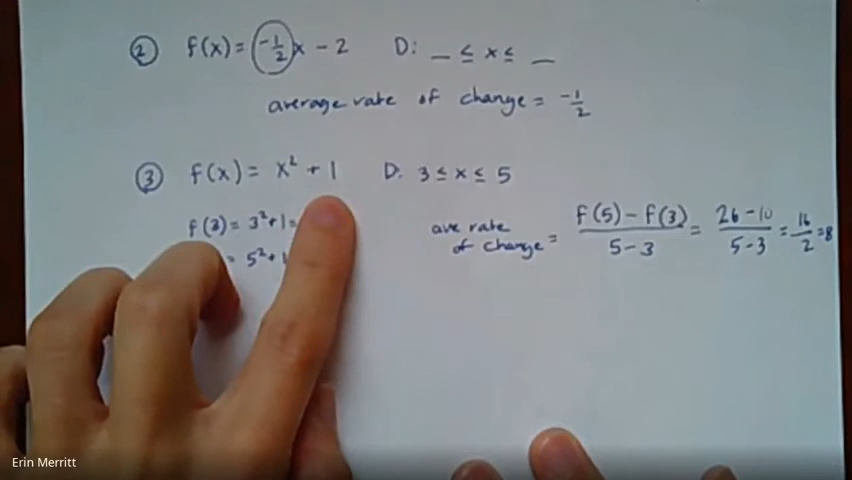 ② f(x) = -1/2 x - 2 D: _ ≤ x ≤ _
average rate of change = -1/2
③ f(x) = x² + 1 D: 3 ≤ x ≤ 5
f(3) = 3²+1=
= 5²+1
ave rate of change = f(5) - f(3) / 5-3 = 26-10 / 5-3 = 16/2 = 8
Erin Merritt